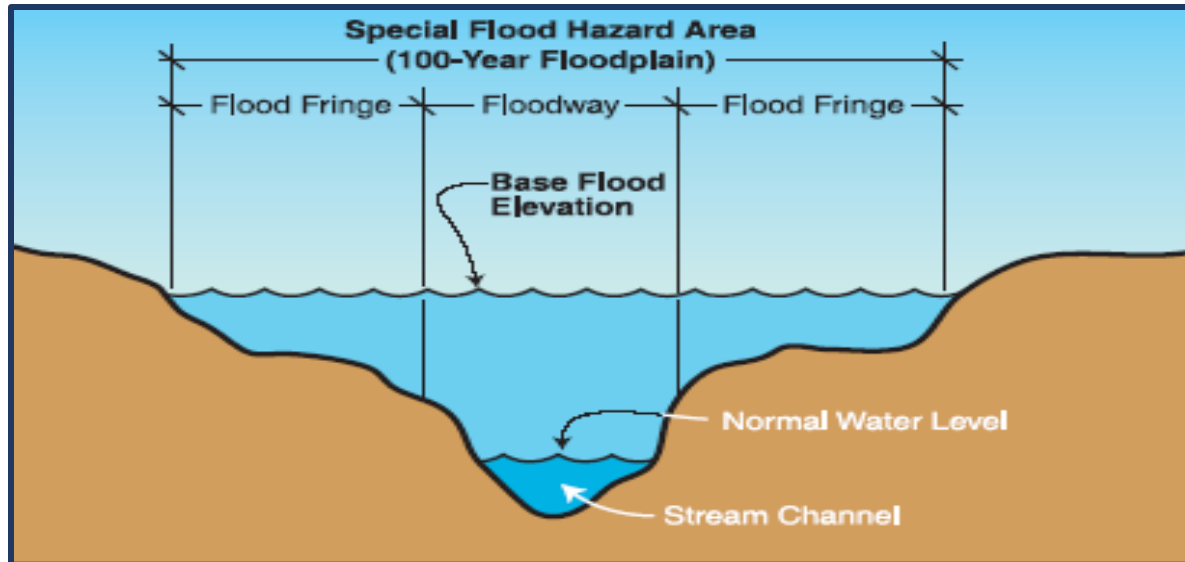 Special Flood Hazard Area
(100-Year Floodplain)
Flood Fringe
Floodway
Flood Fringe
Base Flood
Elevation
Normal Water Level
Stream Channel